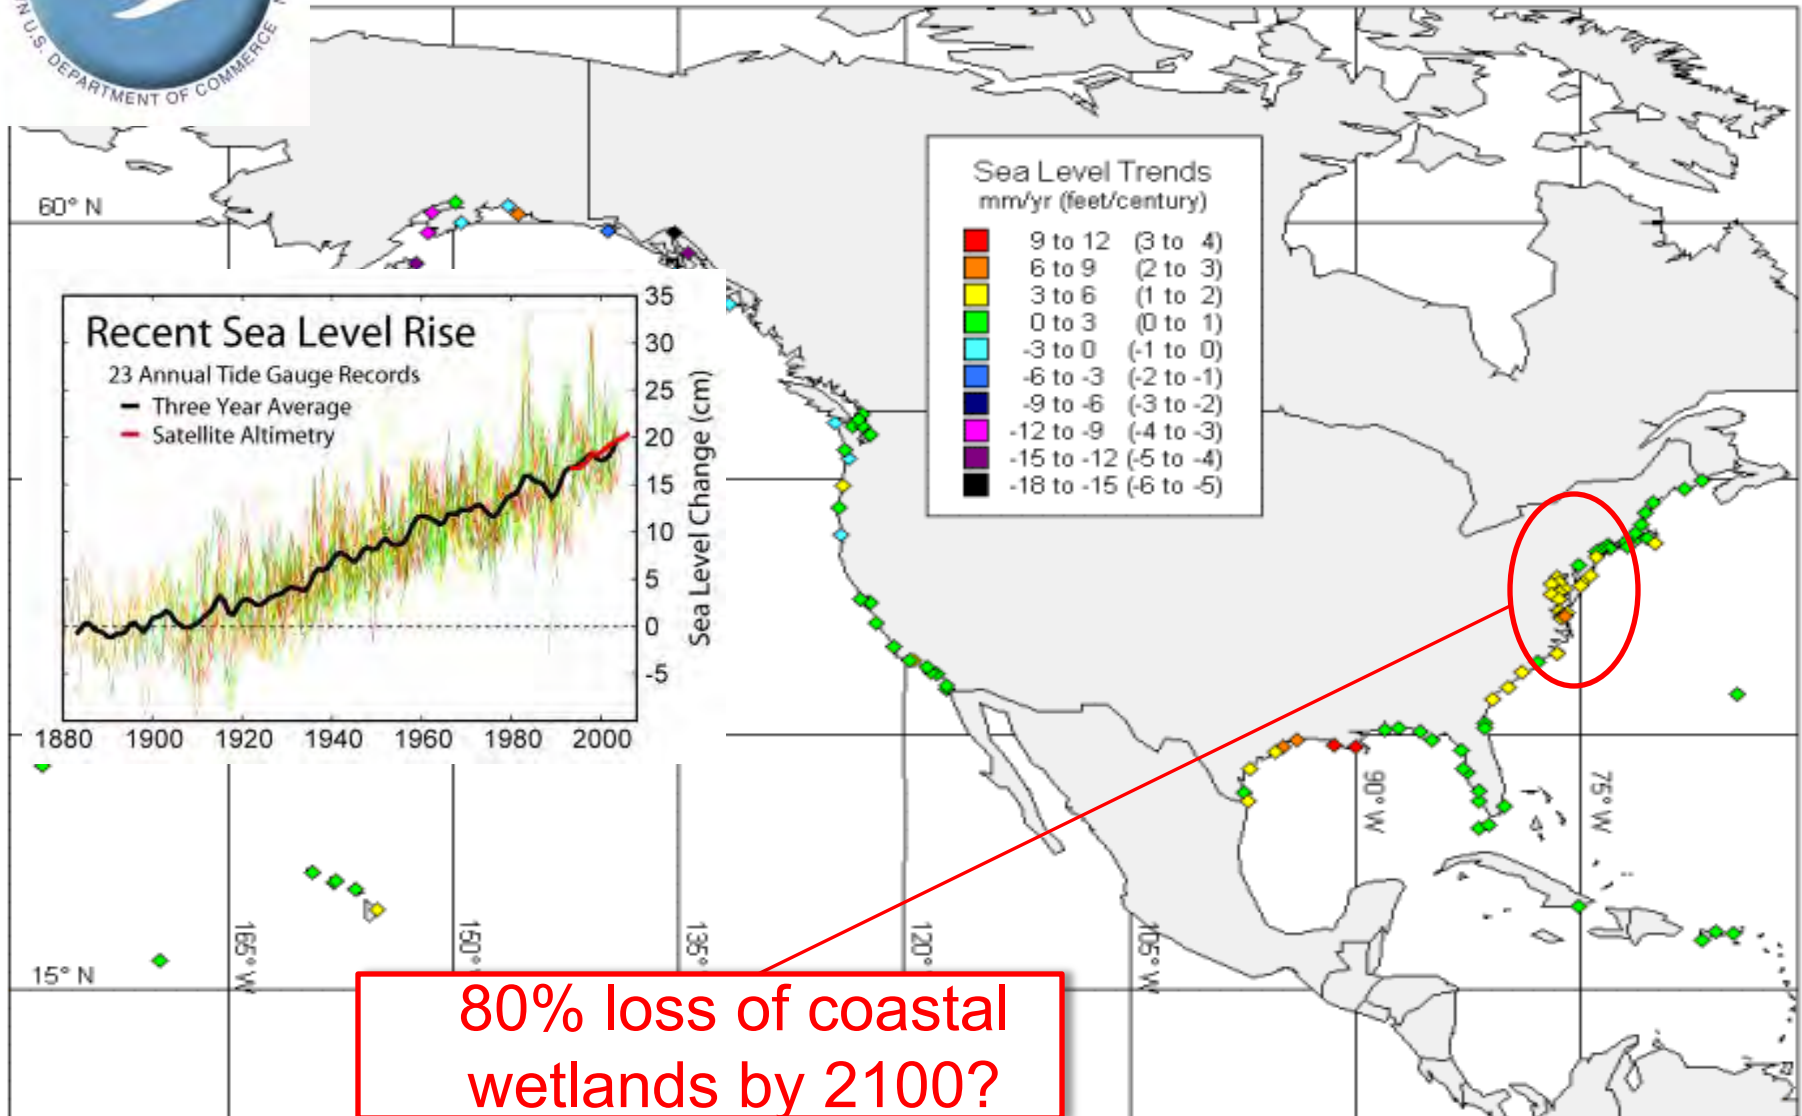 N U.S. DEPARTMENT OF COMMERCE
60° N
Sea Level Trends
mm/yr (feet/century)
9 to 12 (3 to 4)
6 to 9 (2 to 3)
3 to 6 (1 to 2)
0 to 3 (0 to 1)
-3 to 0 (-1 to 0)
-6 to -3 (-2 to -1)
-9 to -6 (-3 to -2)
-12 to -9 (-4 to -3)
-15 to -12 (-5 to -4)
-18 to -15 (-6 to -5)
Recent Sea Level Rise
23 Annual Tide Gauge Records
Three Year Average
Satellite Altimetry
35
30
25
20
15
10
5
0
-5
Sea Level Change (cm)
1880 1900 1920 1940 1960 1980 2000
90° W
75° W
165° W
150°
135°
120°
105° W
15° N
80% loss of coastal
wetlands by 2100?